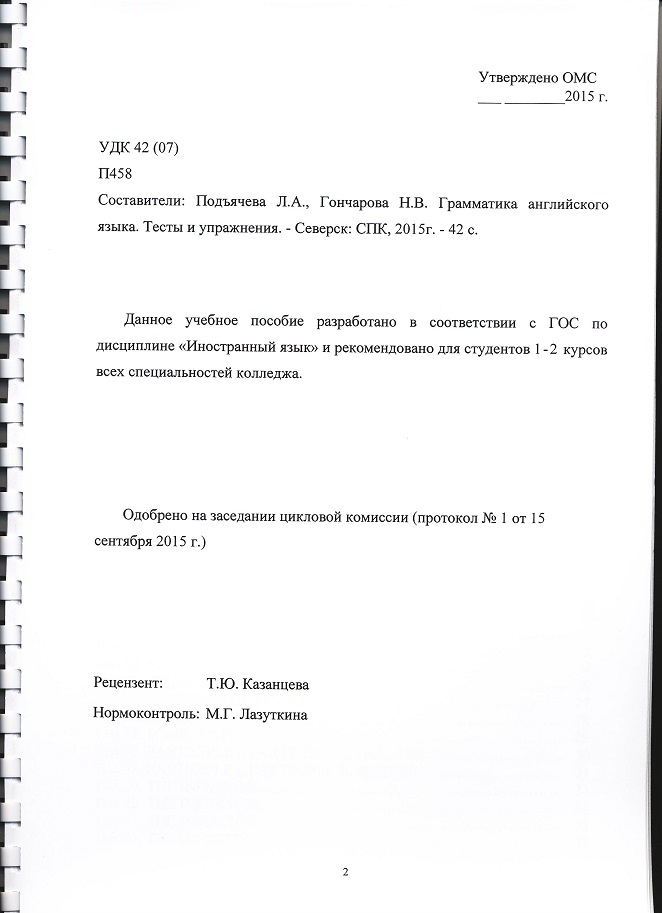 Утверждено ОМС
___ ________2015 г.
УДК 42 (07)
П458
Составители: Подъячева Л.А., Гончарова Н.В. Грамматика английского
языка. Тесты и упражнения. - Северск: СПК, 2015г. - 42 с.
Данное учебное пособие разработано в соответствии с ГОС по
дисциплине «Иностранный язык» и рекомендовано для студентов 1-2 курсов
всех специальностей колледжа.
Одобрено на заседании цикловой комиссии (протокол № 1 от 15
сентября 2015 г.)
Рецензент: Т.Ю. Казанцева
Нормоконтроль: М.Г. Лазуткина
2